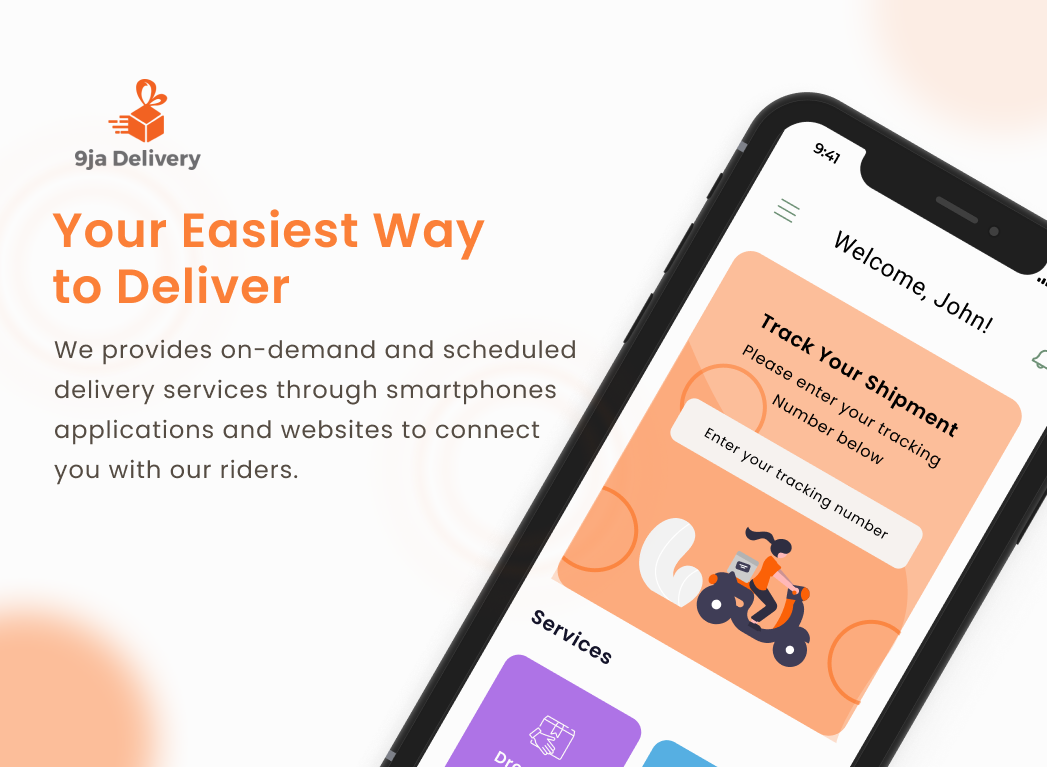 9ja Delivery
Your Easiest Way
to Deliver
We provides on-demand and scheduled
delivery services through smartphones
applications and websites to connect
you with our riders.
9:41
Welcome, John!
Track Your Shipment
Please enter your tracking
Number below
Enter your tracking number
Services